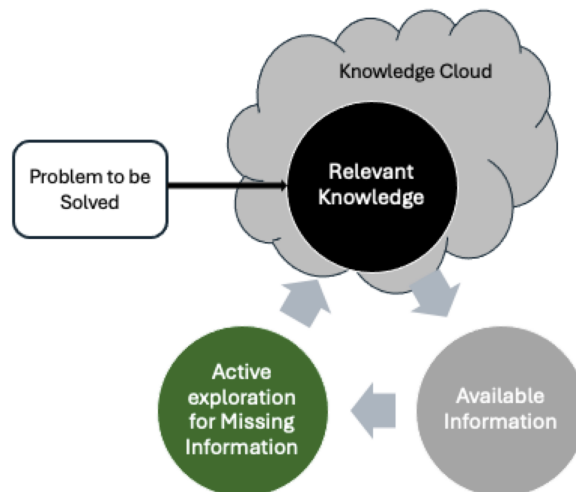 Knowledge Cloud
Problem to be
Solved
Relevant
Knowledge
Active
exploration
for Missing
Information
Available
Information